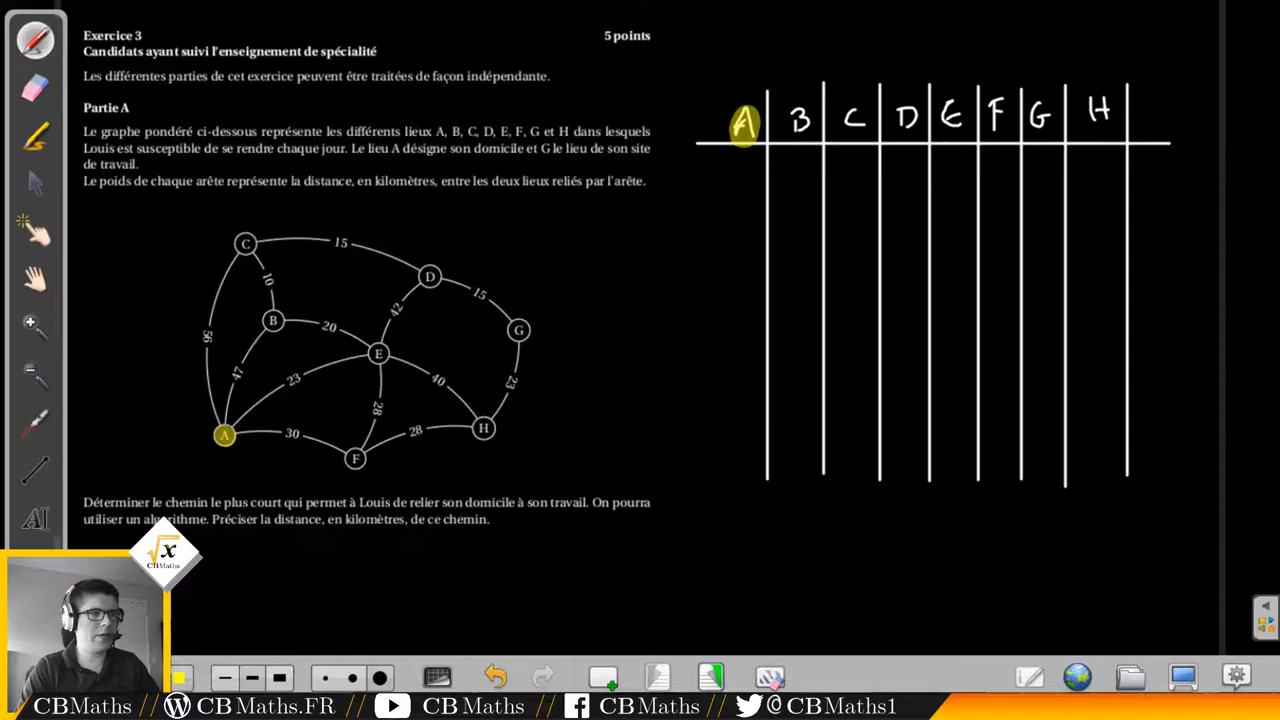 Exercice 3 5 points
Candidats ayant suivi l'enseignement de spécialité
Les différentes parties de cet exercice peuvent être traitées de façon indépendante.
Partie A
Le graphe pondéré ci-dessous représente les différents lieux A, B, C, D, E, F, G et H dans lesquels
Louis est susceptible de se rendre chaque jour. Le lieu A désigne son domicile et G le lieu de son site
de travail.
Le poids de chaque arête représente la distance, en kilomètres, entre les deux lieux reliés par l'arête.
A B C D E F G H
C 15
D
10 15
42
B 20 G
56
E
47 23 40 23
28
A 30 28 H
F
Déterminer le chemin le plus court qui permet à Louis de relier son domicile à son travail. On pourra
utiliser un algorithme. Préciser la distance, en kilomètres, de ce chemin.
√x
CBMaths
AI
CBMaths CBMaths.FR CBMaths CBMaths @CBMaths1